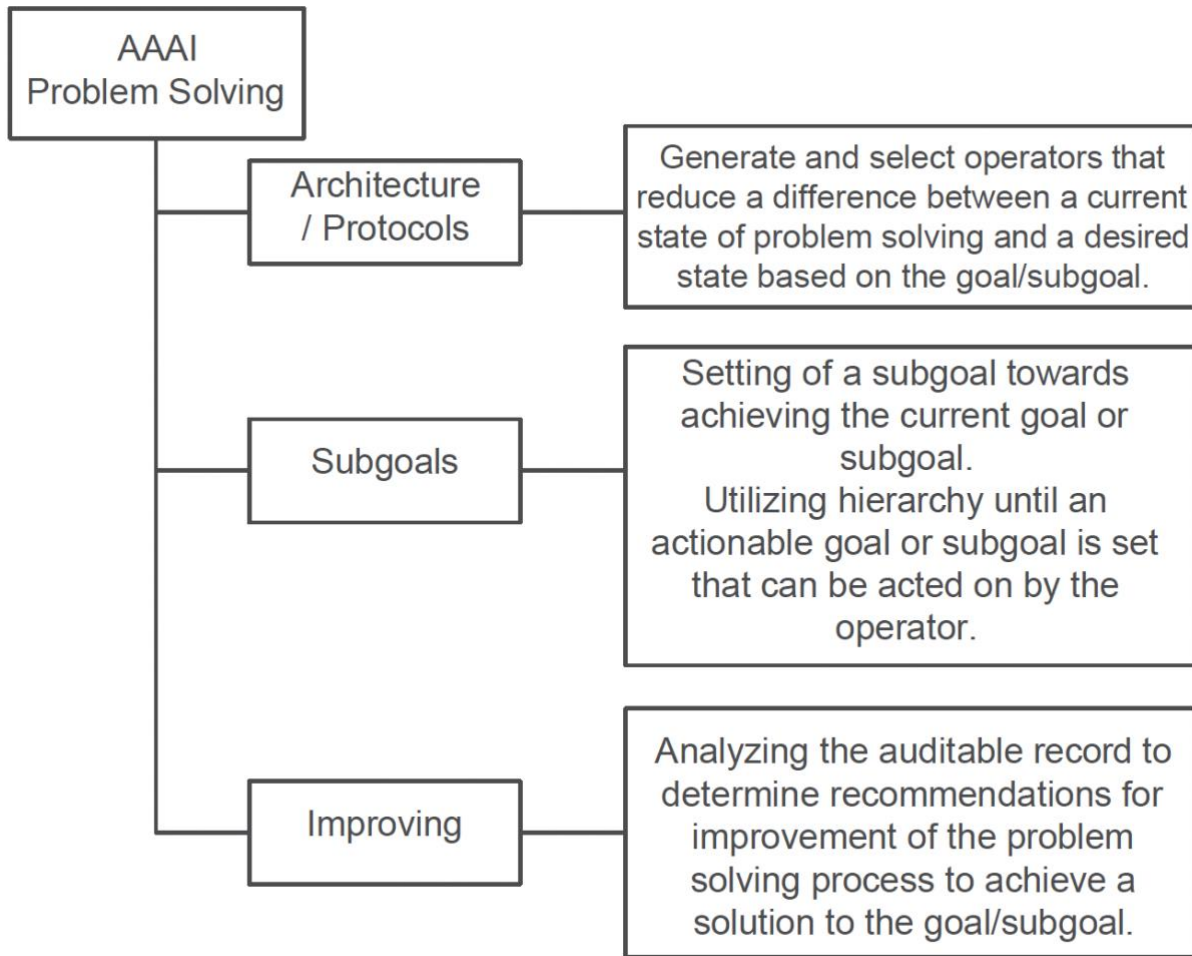 AAAI
Problem Solving
Architecture
/ Protocols
Generate and select operators that
reduce a difference between a current
state of problem solving and a desired
state based on the goal/subgoal.
Subgoals
Setting of a subgoal towards
achieving the current goal or
subgoal.
Utilizing hierarchy until an
actionable goal or subgoal is set
that can be acted on by the
operator.
Improving
Analyzing the auditable record to
determine recommendations for
improvement of the problem
solving process to achieve a
solution to the goal/subgoal.